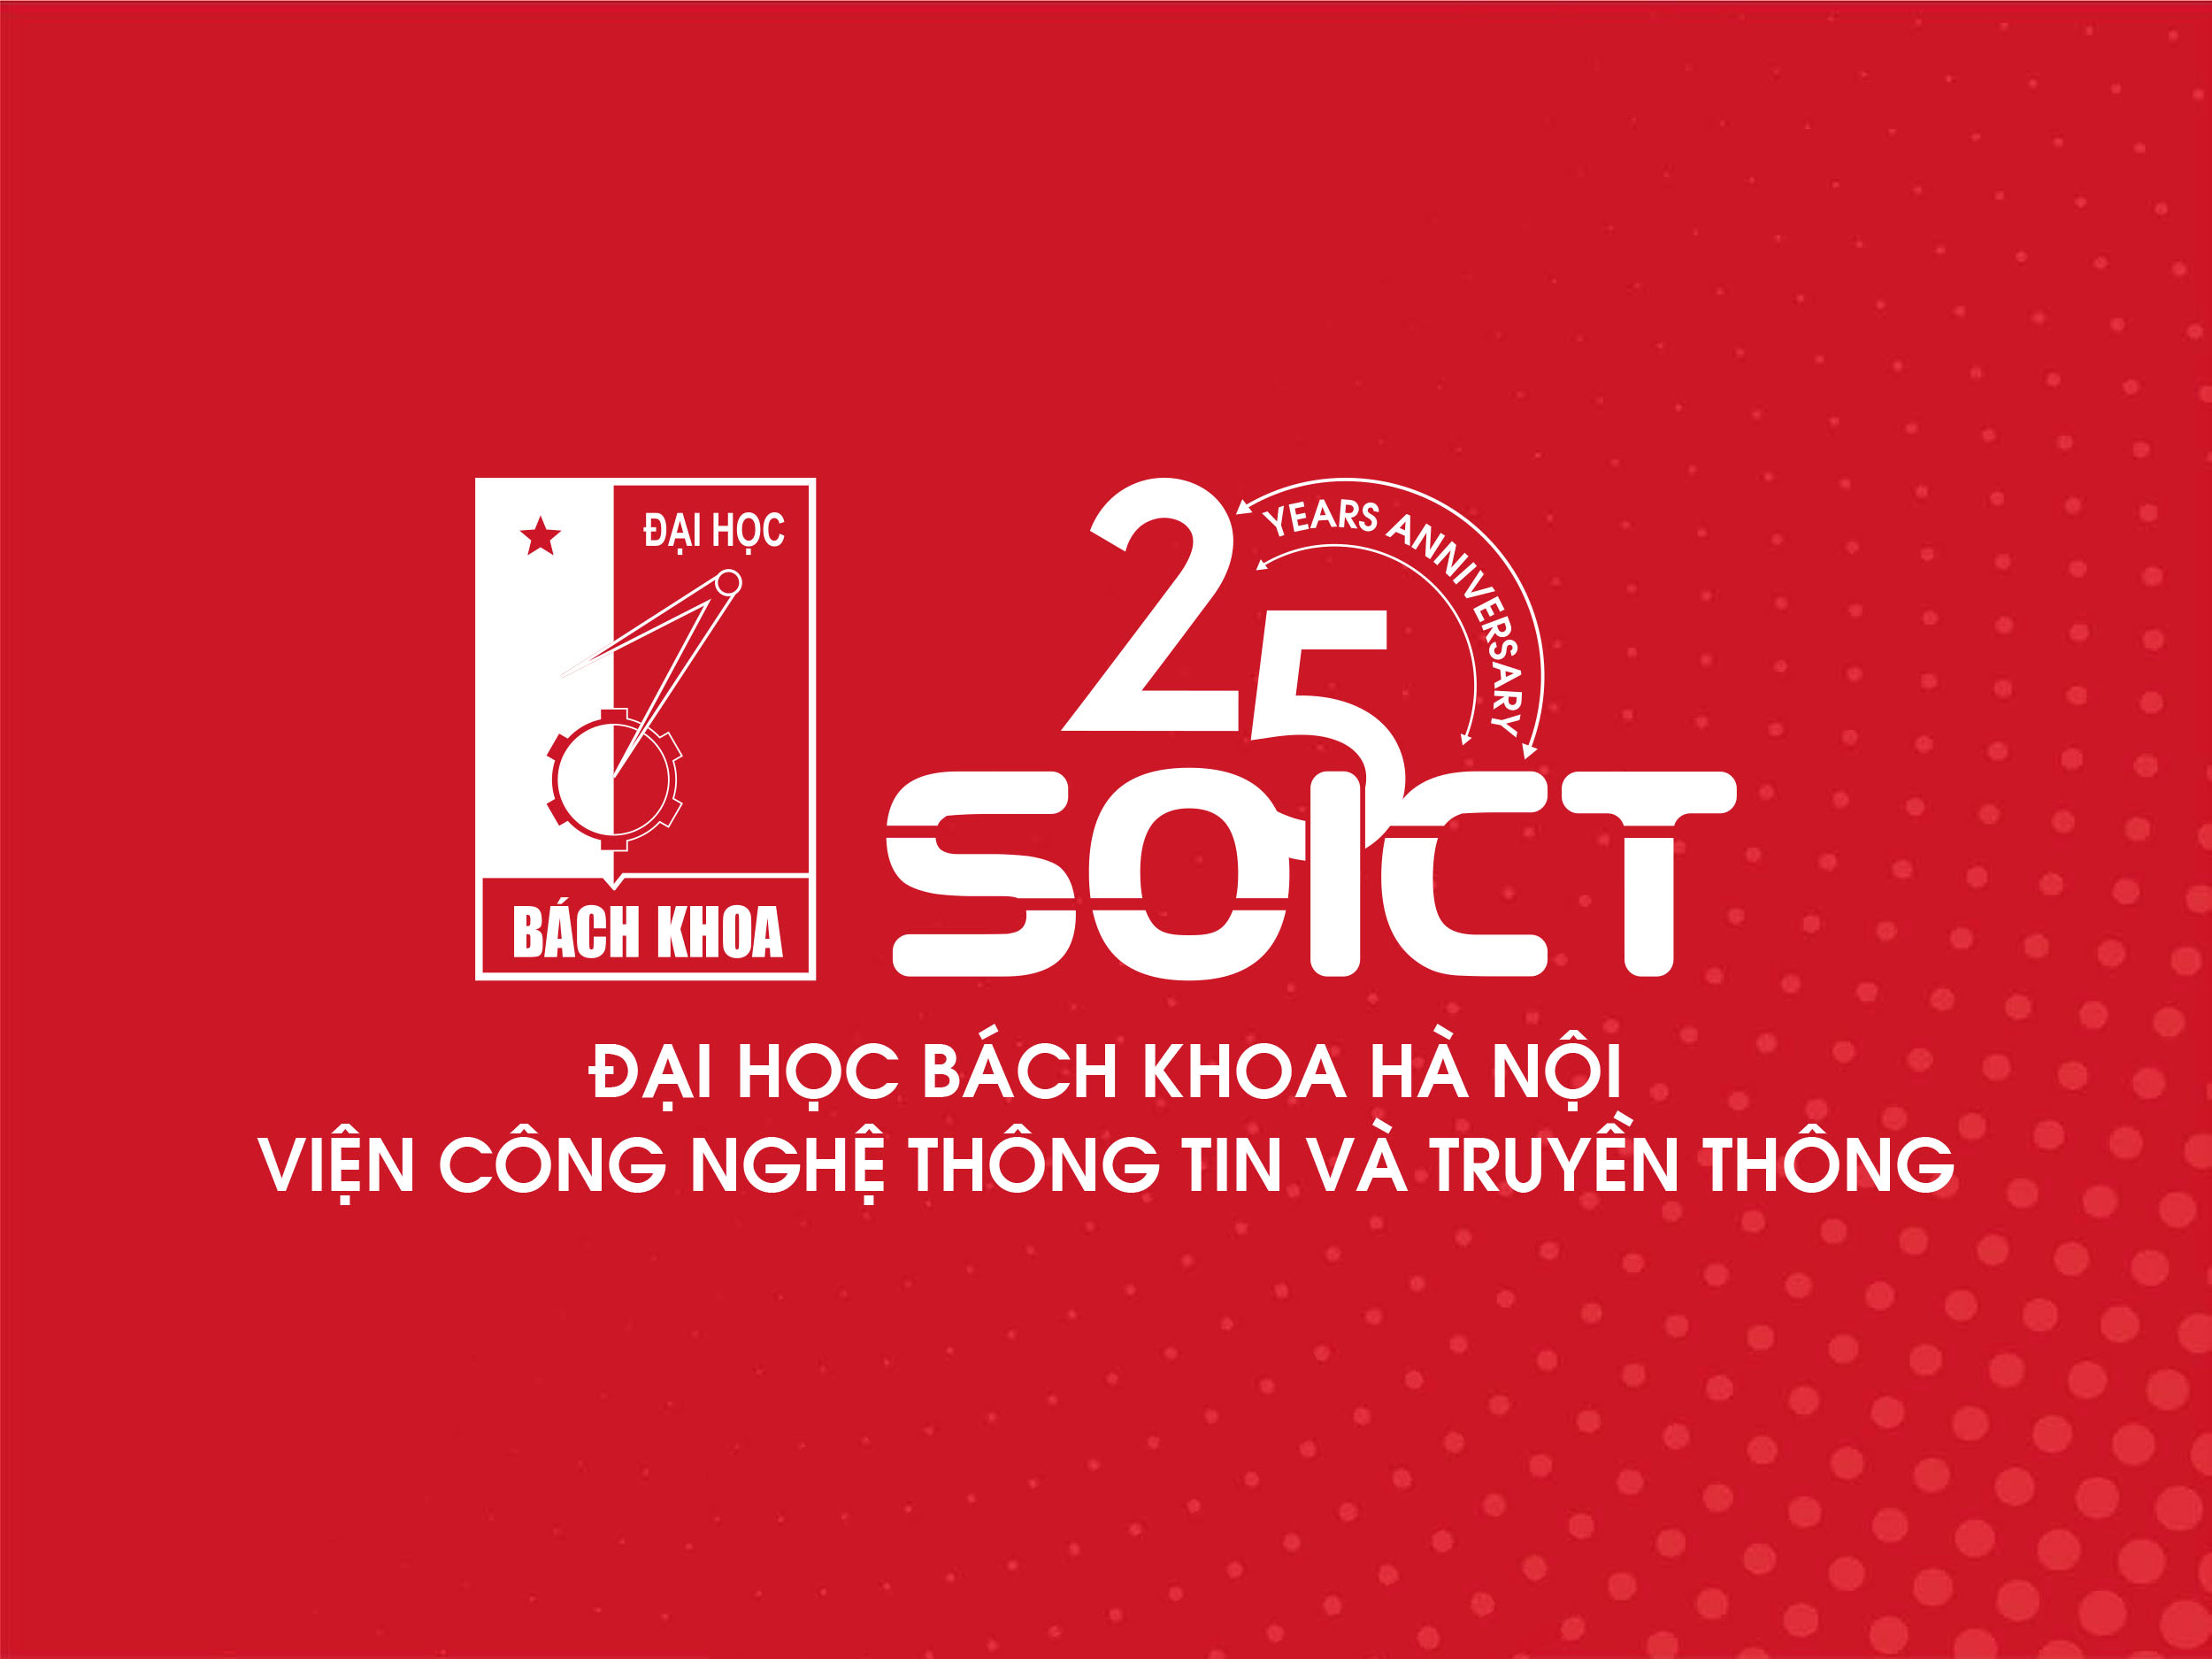 ĐẠI HỌC
BÁCH KHOA
25
YEARS ANNIVERSARY
SOICT
ĐẠI HỌC BÁCH KHOA HÀ NỘI
VIỆN CÔNG NGHỆ THÔNG TIN VÀ TRUYỀN THÔNG